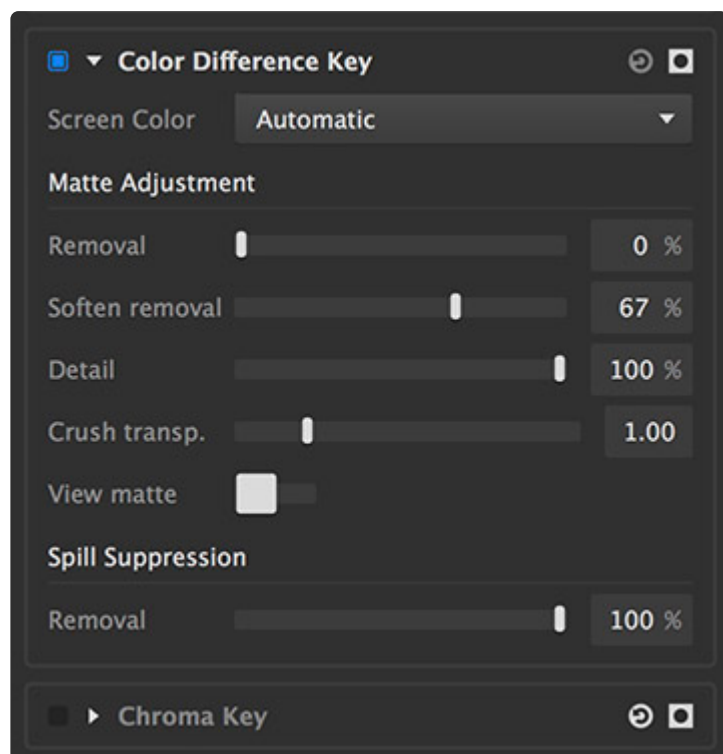 Color Difference Key
Screen Color Automatic
Matte Adjustment
Removal 0 %
Soften removal 67 %
Detail 100 %
Crush transp. 1.00
View matte
Spill Suppression
Removal 100 %
Chroma Key